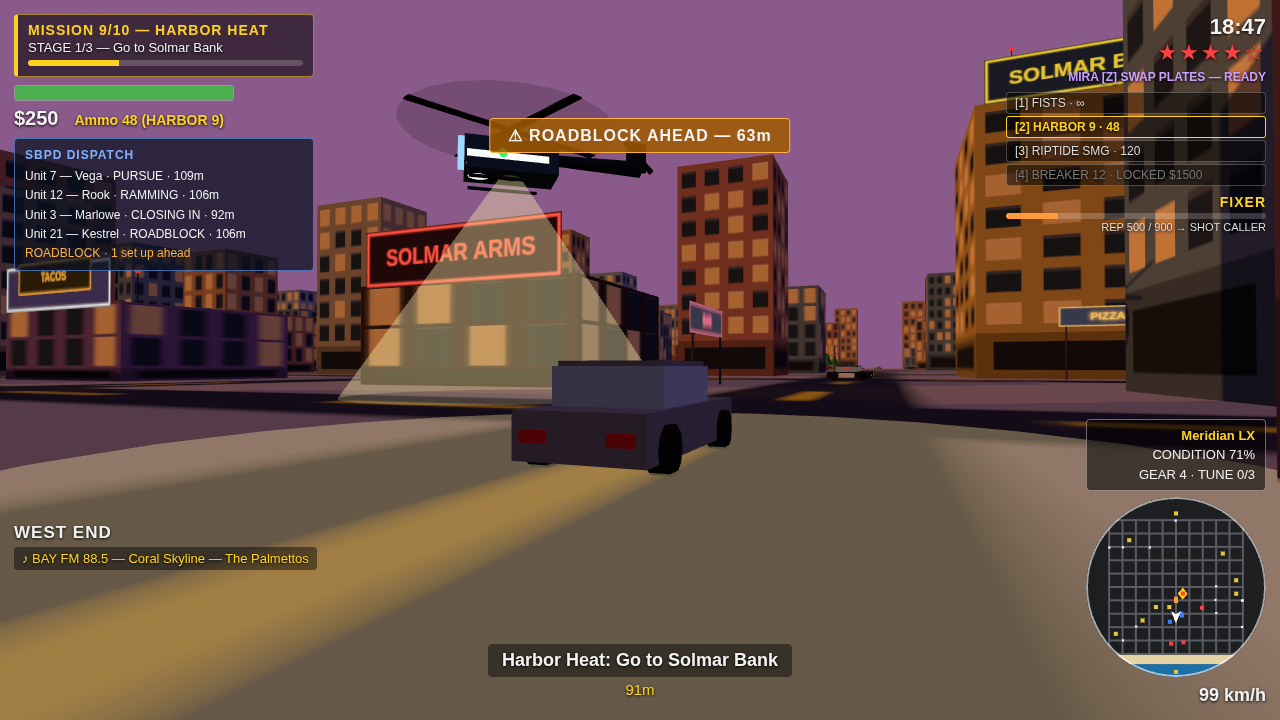 MISSION 9/10 — HARBOR HEAT
STAGE 1/3 — Go to Solmar Bank
$250 Ammo 48 (HARBOR 9)
SBPD DISPATCH
Unit 7 — Vega · PURSUE · 109m
Unit 12 — Rook · RAMMING · 106m
Unit 3 — Marlowe · CLOSING IN · 92m
Unit 21 — Kestrel · ROADBLOCK · 106m
ROADBLOCK · 1 set up ahead
TACOS
⚠ ROADBLOCK AHEAD — 63m
SOLMAR ARMS
SOLMAR B
PIZZA
18:47
★★★★☆
MIRA [Z] SWAP PLATES — READY
[1] FISTS · ∞
[2] HARBOR 9 · 48
[3] RIPTIDE SMG · 120
[4] BREAKER 12 · LOCKED $1500
FIXER
REP 500 / 900 → SHOT CALLER
Meridian LX
CONDITION 71%
GEAR 4 · TUNE 0/3
WEST END
♪ BAY FM 88.5 — Coral Skyline — The Palmettos
Harbor Heat: Go to Solmar Bank
91m
99 km/h